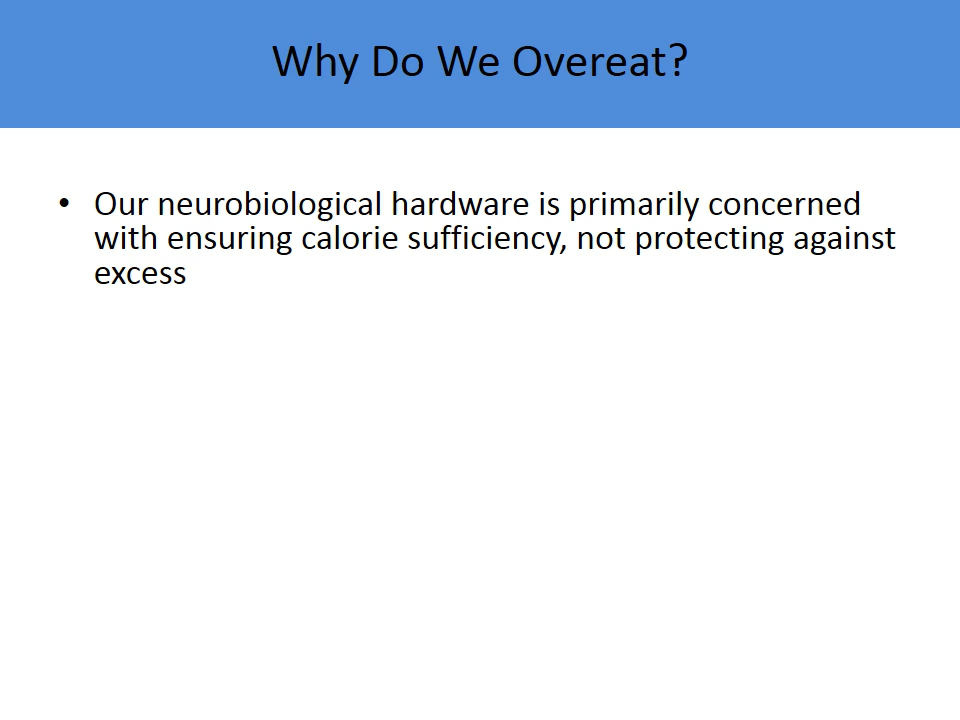 Why Do We Overeat?
• Our neurobiological hardware is primarily concerned
with ensuring calorie sufficiency, not protecting against
excess